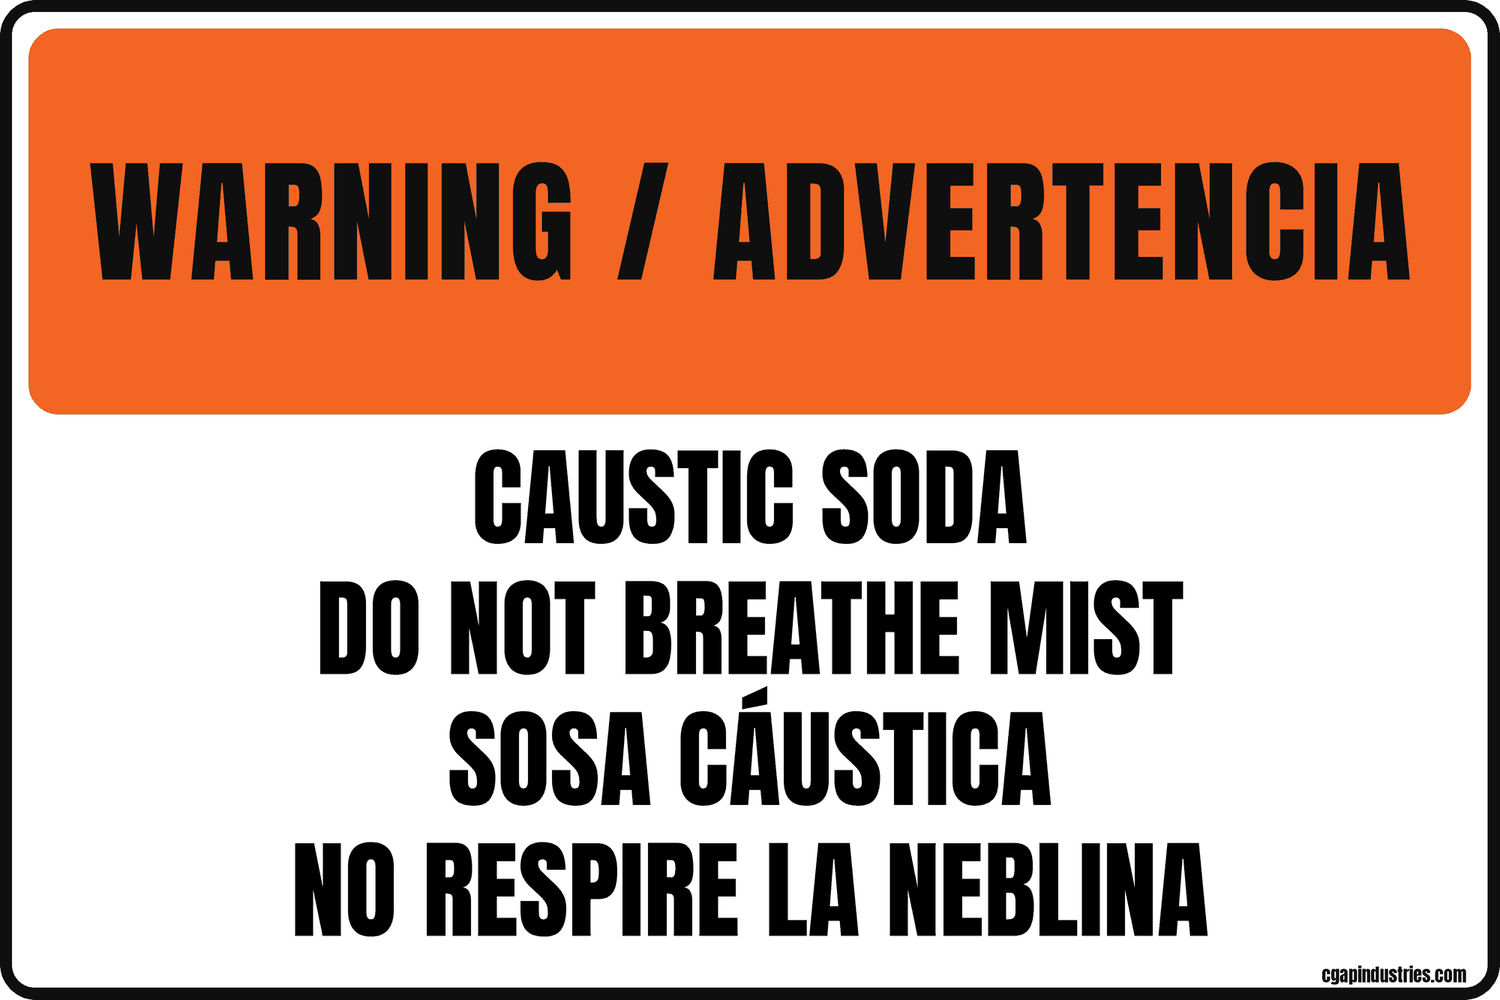 WARNING / ADVERTENCIA
CAUSTIC SODA
DO NOT BREATHE MIST
SOSA CÁUSTICA
NO RESPIRE LA NEBLINA
cgapindustries.com